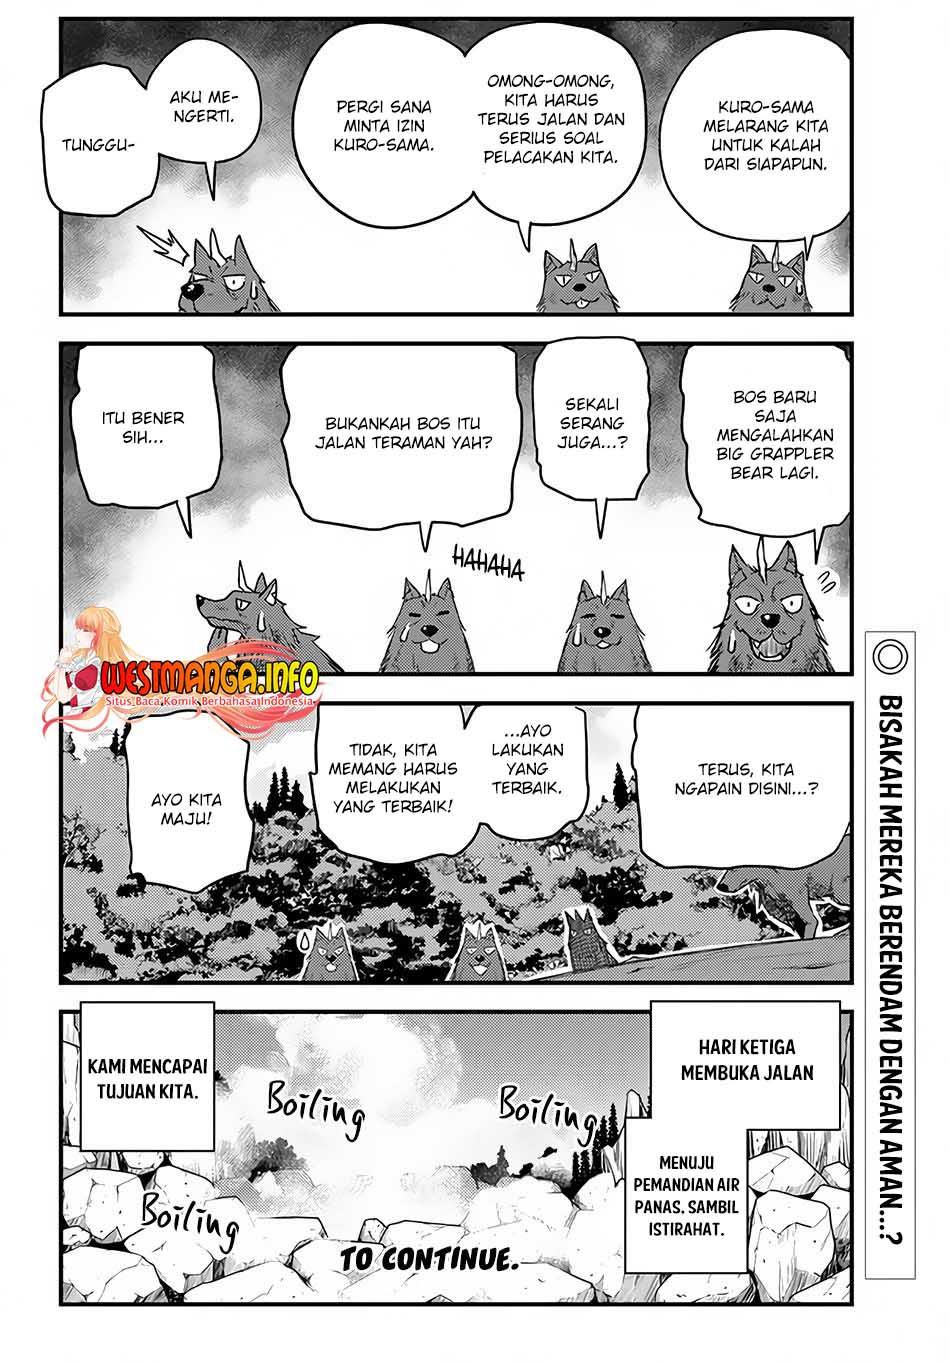 KURO-SAMA
MELARANG KITA
UNTUK KALAH
DARI SIAPAPUN.
OMONG-OMONG,
KITA HARUS
TERUS JALAN DAN
SERIUS SOAL
PELACAKAN KITA.
PERGI SANA
MINTA IZIN
KURO-SAMA.
AKU ME-
NGERTI.
TUNGGU-
BOS BARU
SAJA
MENGALAHKAN
BIG GRAPPLER
BEAR LAGI.
SEKALI
SERANG
JUGA...?
BUKANKAH BOS ITU
JALAN TERAMAN YAH?
HAHAHA
ITU BENER
SIH...
WESTMANGA.INFO
Situs Baca Komik Berbahasa Indonesia
TERUS, KITA
NGAPAIN DISINI...?
...AYO
LAKUKAN
YANG
TERBAIK.
TIDAK, KITA
MEMANG HARUS
MELAKUKAN
YANG TERBAIK!
AYO KITA
MAJU!
HARI KETIGA
MEMBUKA JALAN
MENUJU
PEMANDIAN AIR
PANAS. SAMBIL
ISTIRAHAT.
KAMI MENCAPAI
TUJUAN KITA.
Boiling
Boiling
Boiling
TO CONTINUE.
◎ BISAKAH MEREKA BERENDAM DENGAN AMAN...?